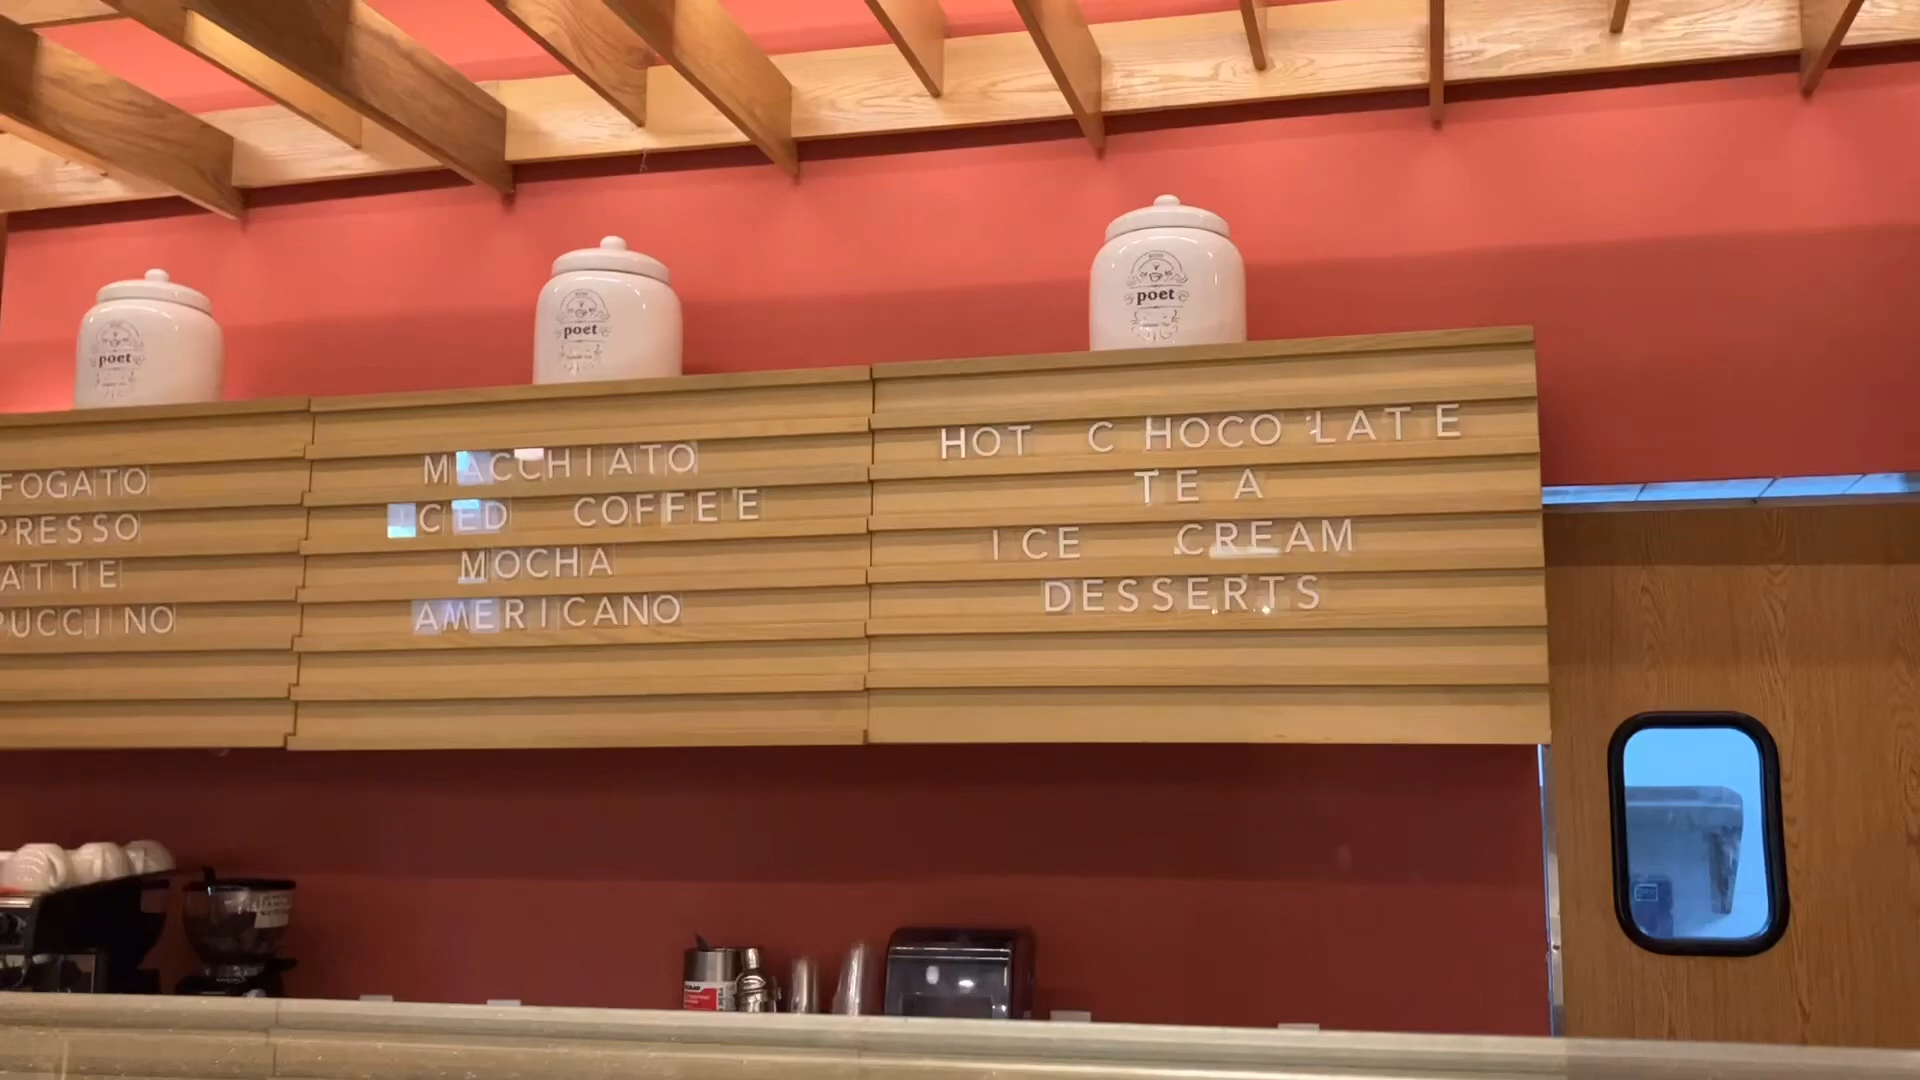 poet
poet
poet
FOGATO
PRESSO
ATTE
PUCCINO
MACCHIATO
ICED COFFEE
MOCHA
AMERICANO
HOT CHOCOLATE
TEA
ICE CREAM
DESSERTS